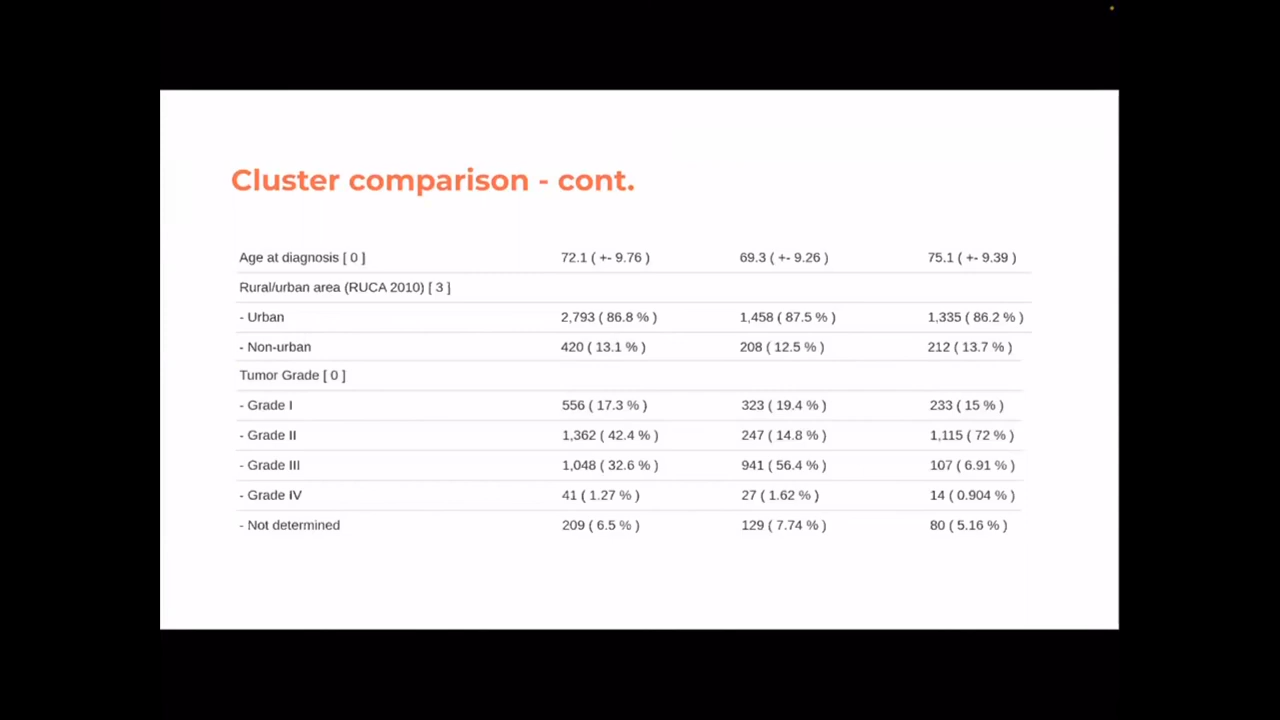 Cluster comparison - cont.
Age at diagnosis [ 0 ] 72.1 ( +- 9.76 ) 69.3 ( +- 9.26 ) 75.1 ( +- 9.39 )
Rural/urban area (RUCA 2010) [ 3 ]
- Urban 2,793 ( 86.8 % ) 1,458 ( 87.5 % ) 1,335 ( 86.2 % )
- Non-urban 420 ( 13.1 % ) 208 ( 12.5 % ) 212 ( 13.7 % )
Tumor Grade [ 0 ]
- Grade I 556 ( 17.3 % ) 323 ( 19.4 % ) 233 ( 15 % )
- Grade II 1,362 ( 42.4 % ) 247 ( 14.8 % ) 1,115 ( 72 % )
- Grade III 1,048 ( 32.6 % ) 941 ( 56.4 % ) 107 ( 6.91 % )
- Grade IV 41 ( 1.27 % ) 27 ( 1.62 % ) 14 ( 0.904 % )
- Not determined 209 ( 6.5 % ) 129 ( 7.74 % ) 80 ( 5.16 % )